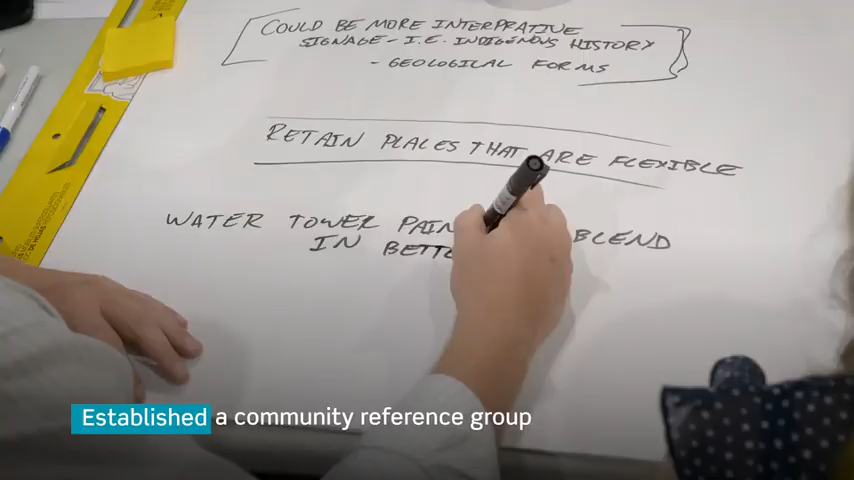 COULD BE MORE INTERPRATIVE
SIGNAGE - I.E. INDIGENOUS HISTORY
- GEOLOGICAL FORMS
RETAIN PLACES THAT ARE FLEXIBLE
WATER TOWER PAIN BLEND
IN BETTE
Established a community reference group